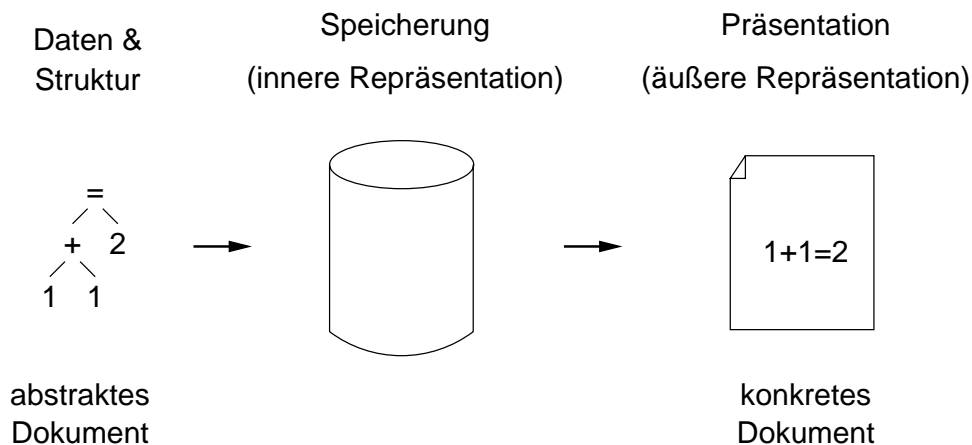 Daten &
Struktur
Speicherung
(innere Repräsentation)
Präsentation
(äußere Repräsentation)
=
+ 2
1 1
1+1=2
abstraktes
Dokument
konkretes
Dokument